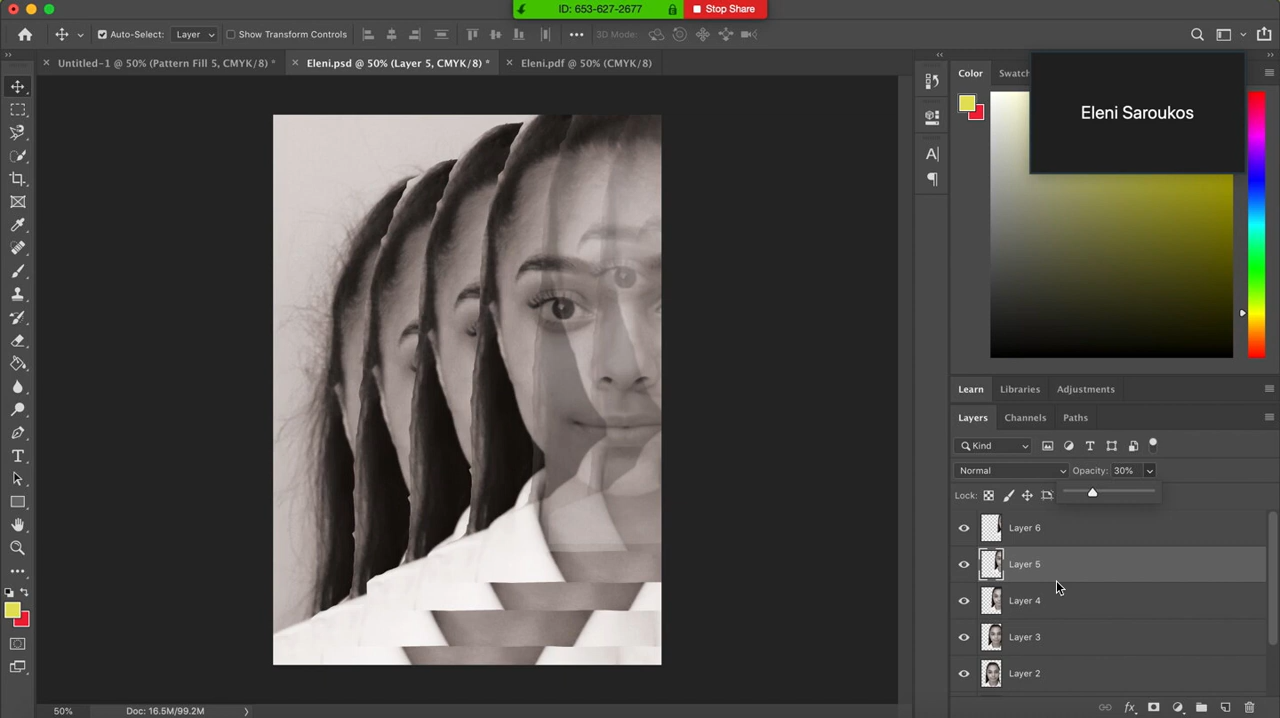 ID: 653-627-2677
Stop Share
Auto-Select:
Layer
Show Transform Controls
3D Mode:
Untitled-1 @ 50% (Pattern Fill 5, CMYK/8) *
Eleni.psd @ 50% (Layer 5, CMYK/8) *
Eleni.pdf @ 50% (CMYK/8)
Color
Swatch
Eleni Saroukos
Learn
Libraries
Adjustments
Layers
Channels
Paths
Kind
Normal
Opacity: 30%
Lock:
Layer 6
Layer 5
Layer 4
Layer 3
Layer 2
50%
Doc: 16.5M/99.2M